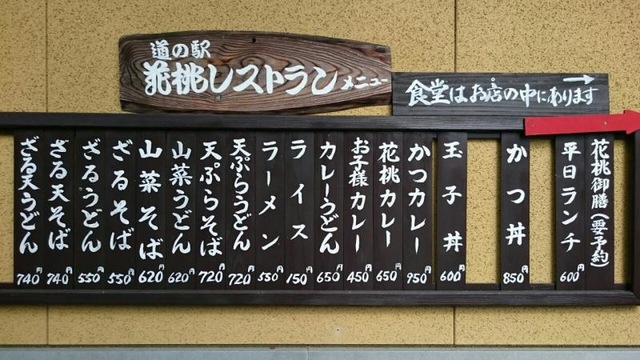 道の駅
花桃レストランメニュー
食堂はお店の中にあります
花桃御膳(要予約)
平日ランチ 600円
かつ丼 850円
玉子丼 600円
かつカレー 950円
花桃カレー 650円
お子様カレー 450円
カレーうどん 650円
ライス 150円
ラーメン 550円
天ぷらうどん 720円
天ぷらそば 720円
山菜うどん 620円
山菜そば 620円
ざるそば 550円
ざるうどん 550円
ざる天そば 740円
ざる天うどん 740円